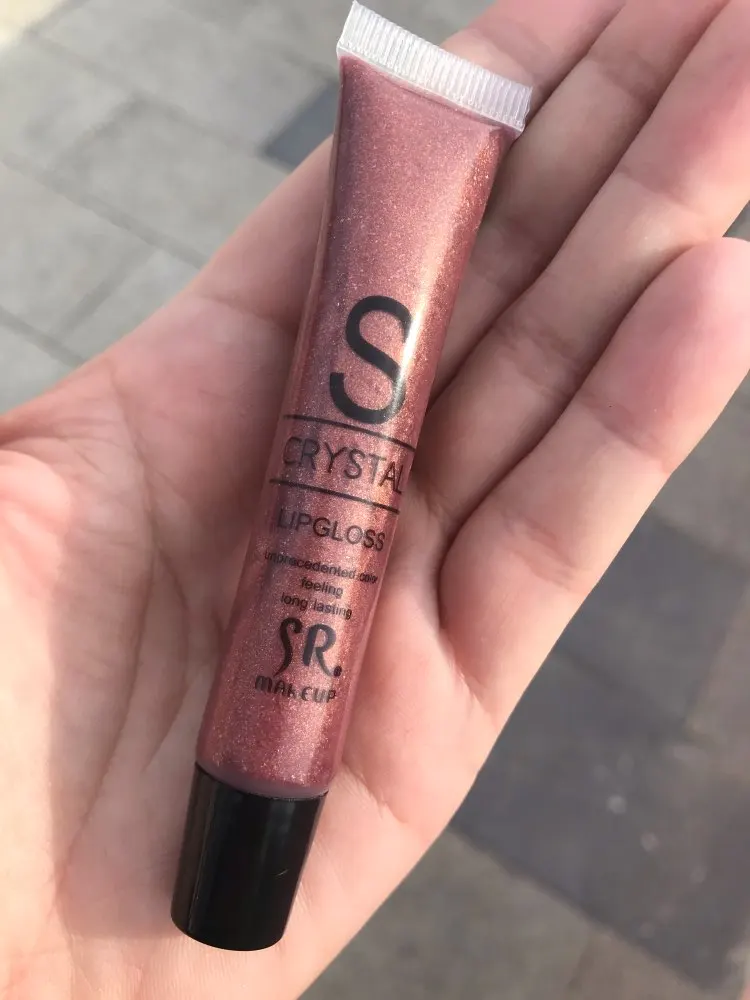 S
CRYSTAL
LIPGLOSS
unprecedented color
feeling
long lasting
SR.
MAKEUP